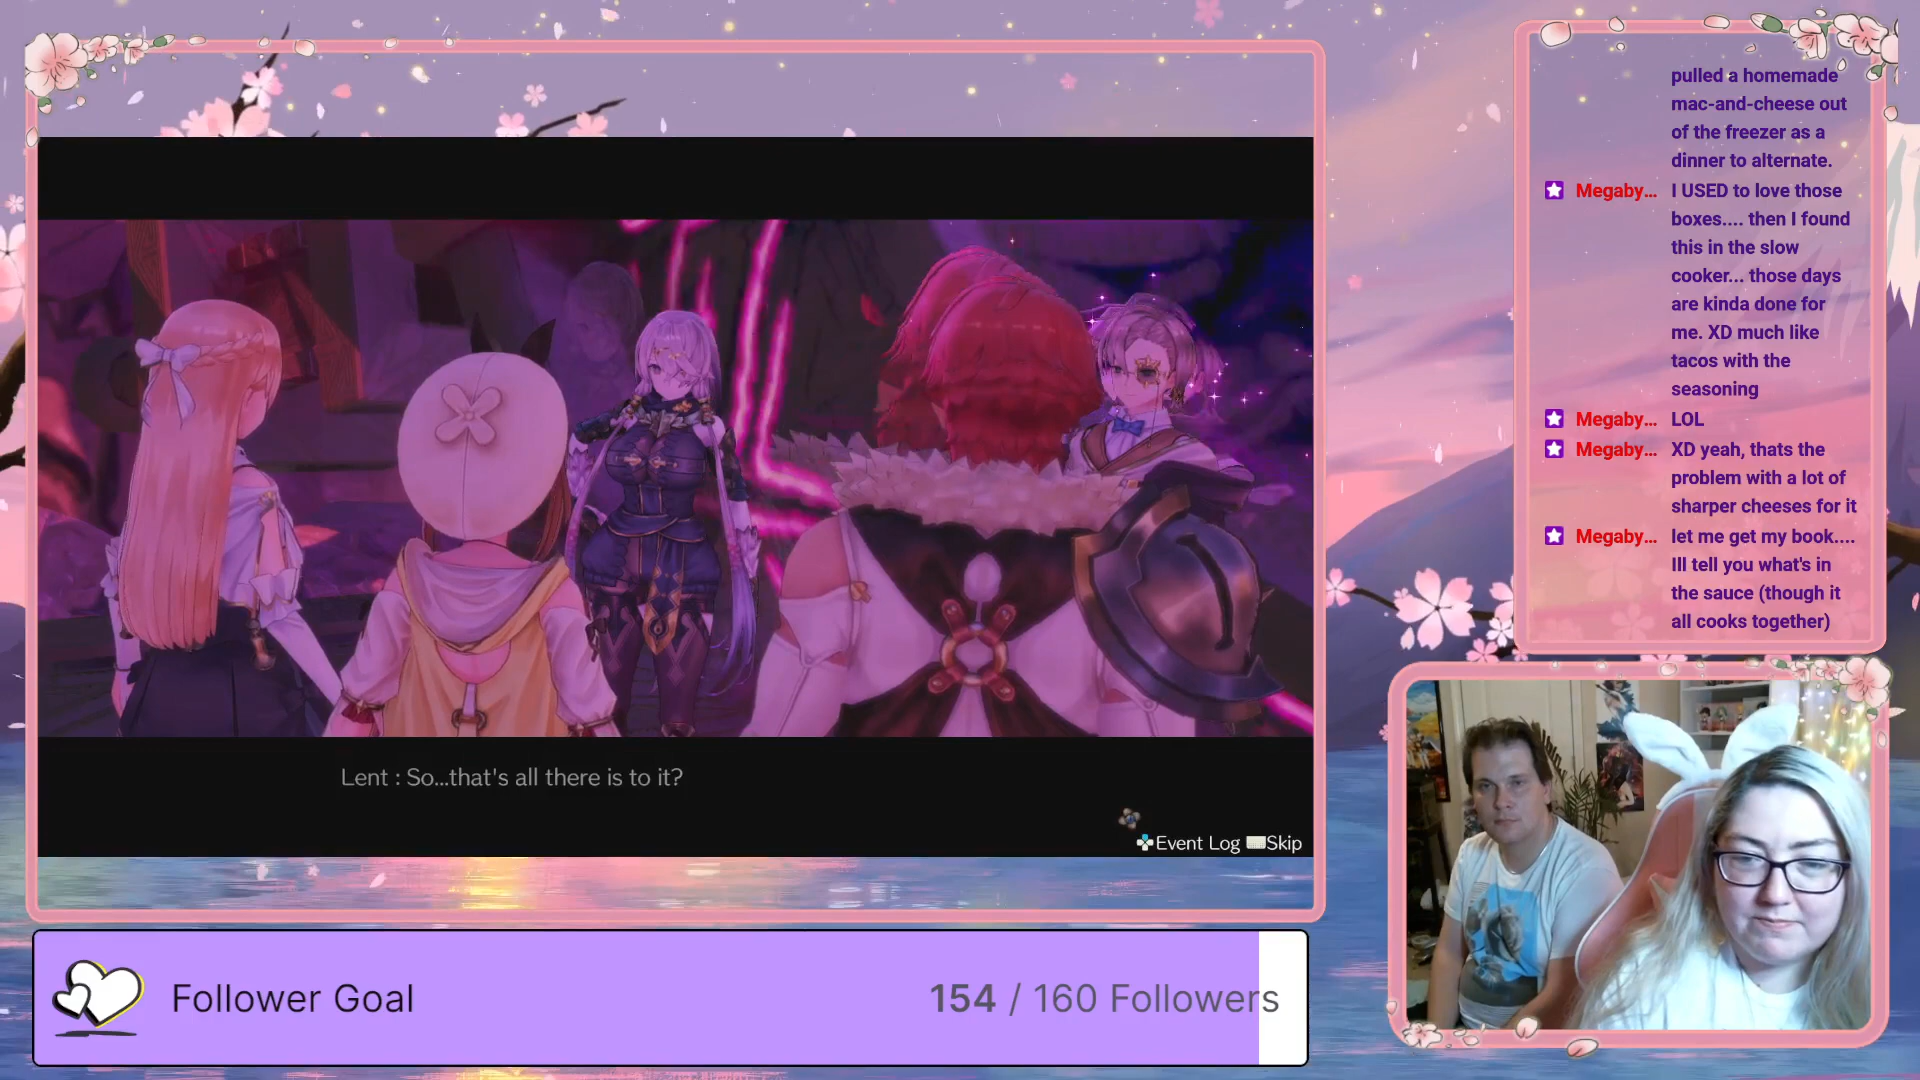 pulled a homemade
mac-and-cheese out
of the freezer as a
dinner to alternate.
Megaby... I USED to love those
boxes.... then I found
this in the slow
cooker... those days
are kinda done for
me. XD much like
tacos with the
seasoning
Megaby... LOL
Megaby... XD yeah, thats the
problem with a lot of
sharper cheeses for it
Megaby... let me get my book....
Ill tell you what's in
the sauce (though it
all cooks together)
Lent : So...that's all there is to it?
Event Log Skip
Follower Goal 154 / 160 Followers